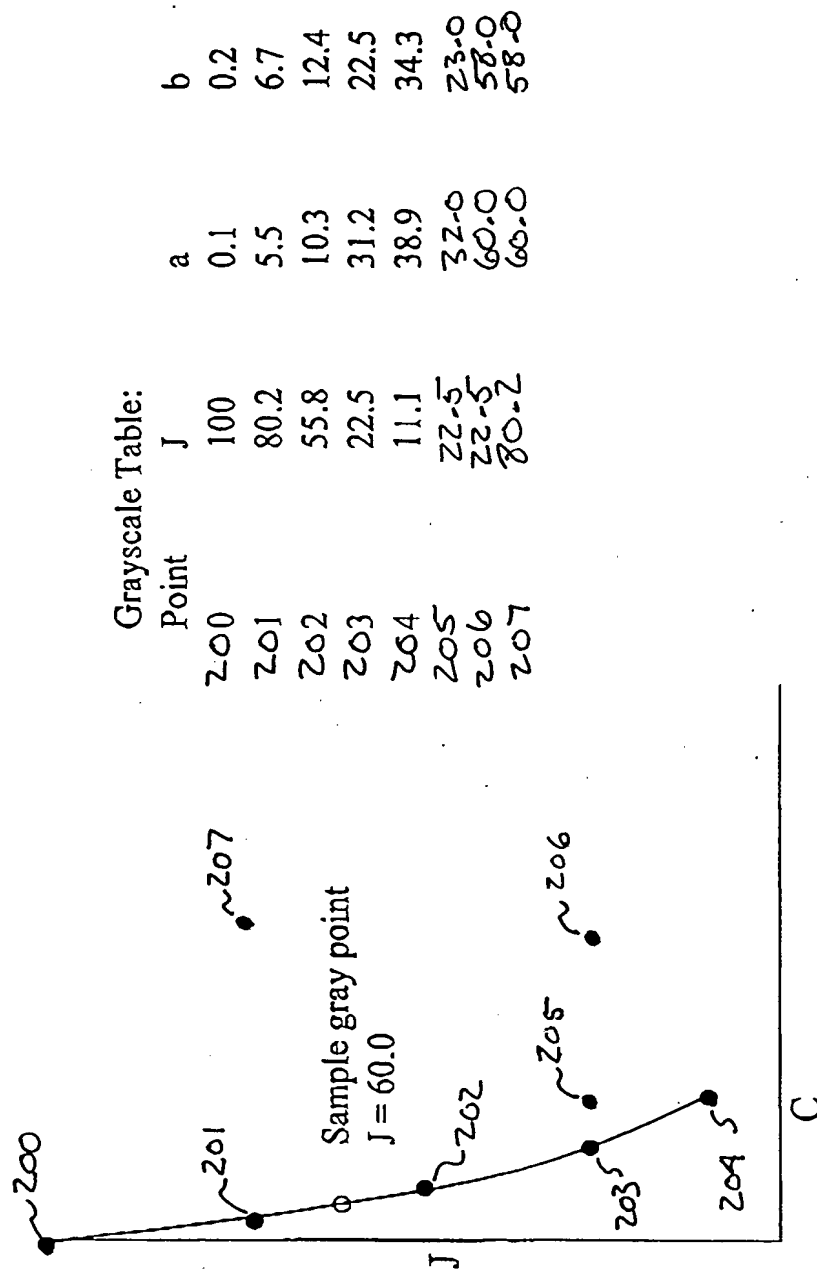 Grayscale Table:
Point J a b
200 100 0.1 0.2
201 80.2 5.5 6.7
202 55.8 10.3 12.4
203 22.5 31.2 22.5
204 11.1 38.9 34.3
205 22.5 32.0 23.0
206 22.5 60.0 58.0
207 80.2 60.0 58.0
200
201
207
Sample gray point
J = 60.0
202
205
206
203
204
J
C